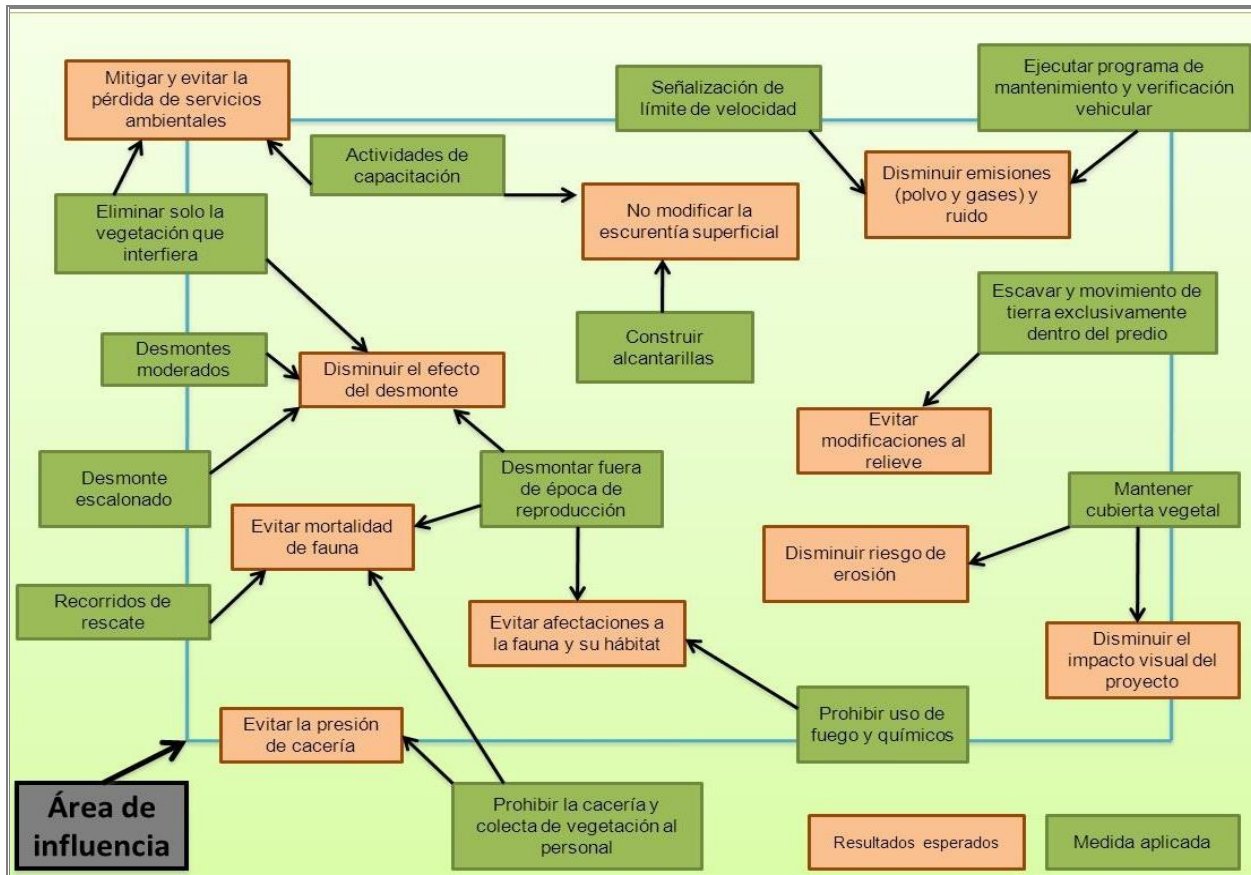 Mitigar y evitar la
pérdida de servicios
ambientales
Señalización de
límite de velocidad
Ejecutar programa de
mantenimiento y verificación
vehicular
Actividades de
capacitación
Disminuir emisiones
(polvo y gases) y
ruido
Eliminar solo la
vegetación que
interfiera
No modificar la
escurentía superficial
Escavar y movimiento de
tierra exclusivamente
dentro del predio
Desmontes
moderados
Construir
alcantarillas
Disminuir el efecto
del desmonte
Evitar
modificaciones al
relieve
Desmonte
escalonado
Desmontar fuera
de época de
reproducción
Mantener
cubierta vegetal
Evitar mortalidad
de fauna
Disminuir riesgo de
erosión
Recorridos de
rescate
Evitar afectaciones a
la fauna y su hábitat
Disminuir el
impacto visual del
proyecto
Evitar la presión
de cacería
Prohibir uso de
fuego y químicos
Área de
influencia
Prohibir la cacería y
colecta de vegetación al
personal
Resultados esperados
Medida aplicada